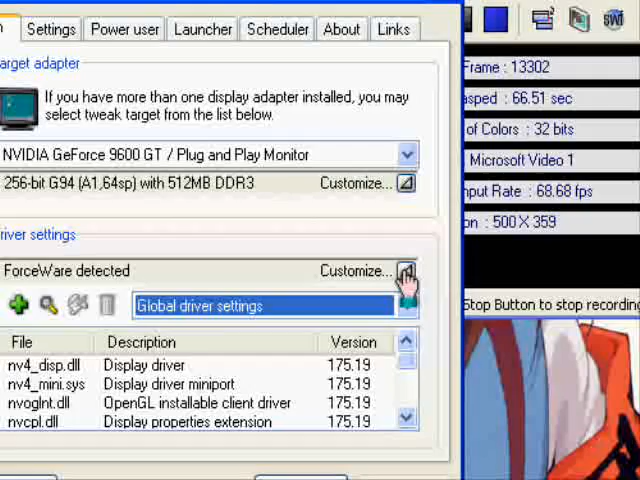 Settings Power user Launcher Scheduler About Links
arget adapter
If you have more than one display adapter installed, you may
select tweak target from the list below.
NVIDIA GeForce 9600 GT / Plug and Play Monitor
256-bit G94 (A1,64sp) with 512MB DDR3 Customize...
river settings
ForceWare detected Customize...
Global driver settings
File Description Version
nv4_disp.dll Display driver 175.19
nv4_mini.sys Display driver miniport 175.19
nvoglnt.dll OpenGL installable client driver 175.19
nvcpl.dll Display properties extension 175.19
SWI
Frame : 13302
apsed : 66.51 sec
of Colors : 32 bits
Microsoft Video 1
nput Rate : 68.68 fps
on : 500 X 359
Stop Button to stop recording